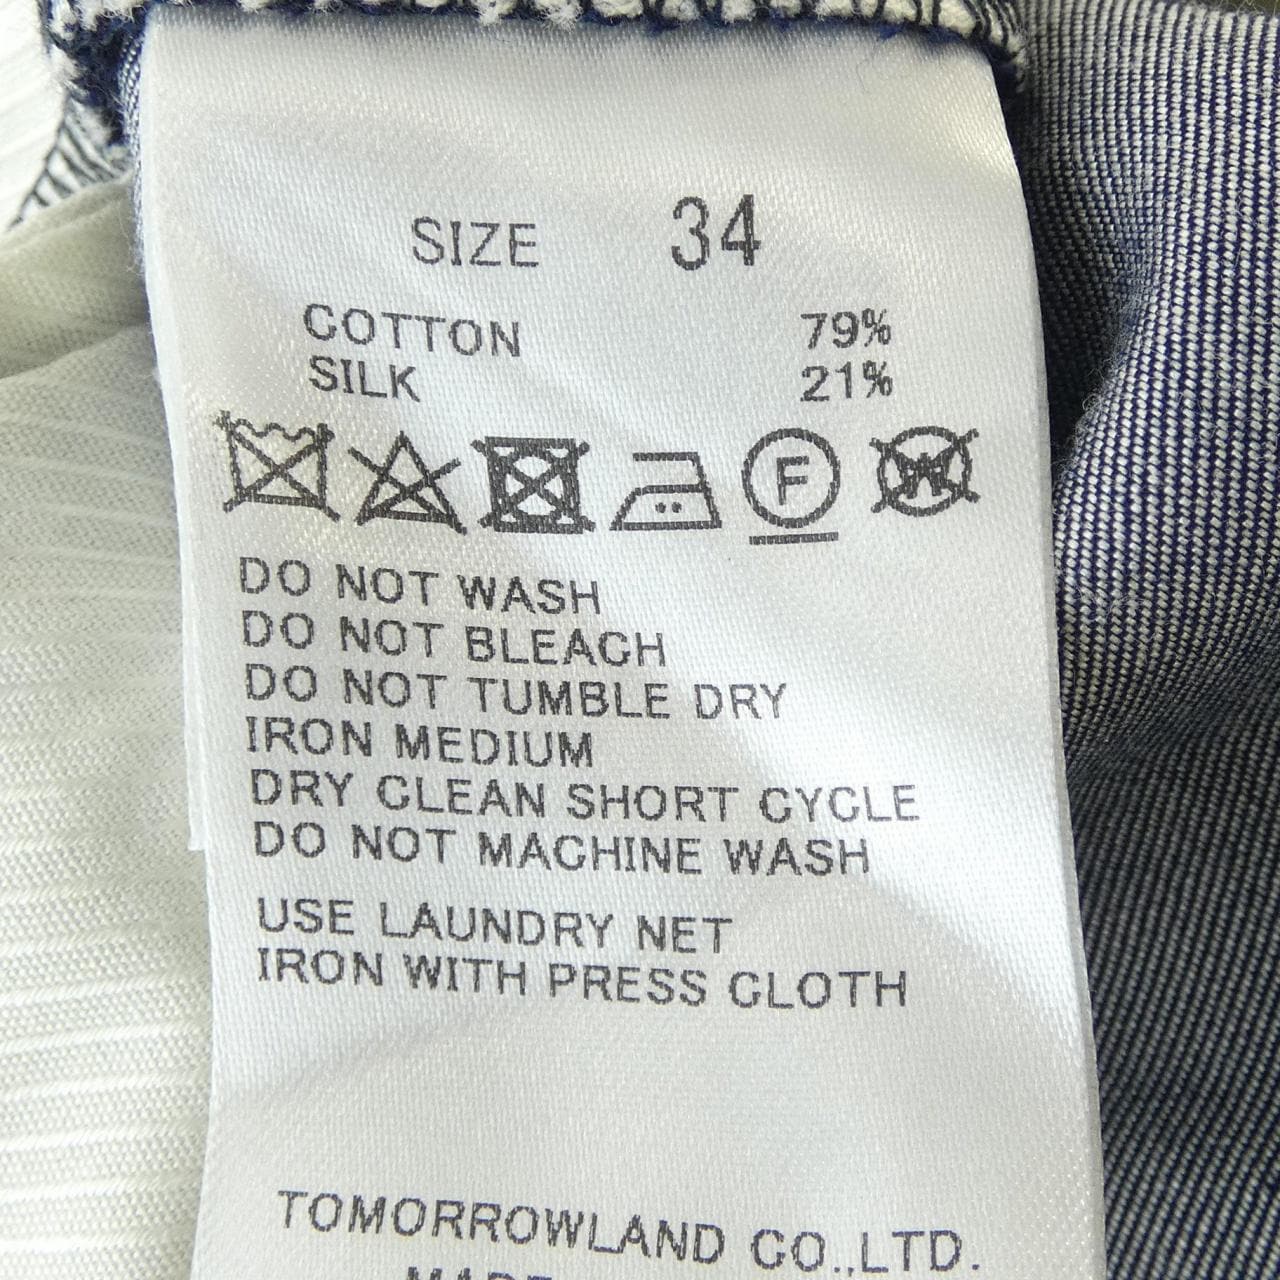 SIZE 34
COTTON 79%
SILK 21%
F W
DO NOT WASH
DO NOT BLEACH
DO NOT TUMBLE DRY
IRON MEDIUM
DRY CLEAN SHORT CYCLE
DO NOT MACHINE WASH
USE LAUNDRY NET
IRON WITH PRESS CLOTH
TOMORROWLAND CO.,LTD.